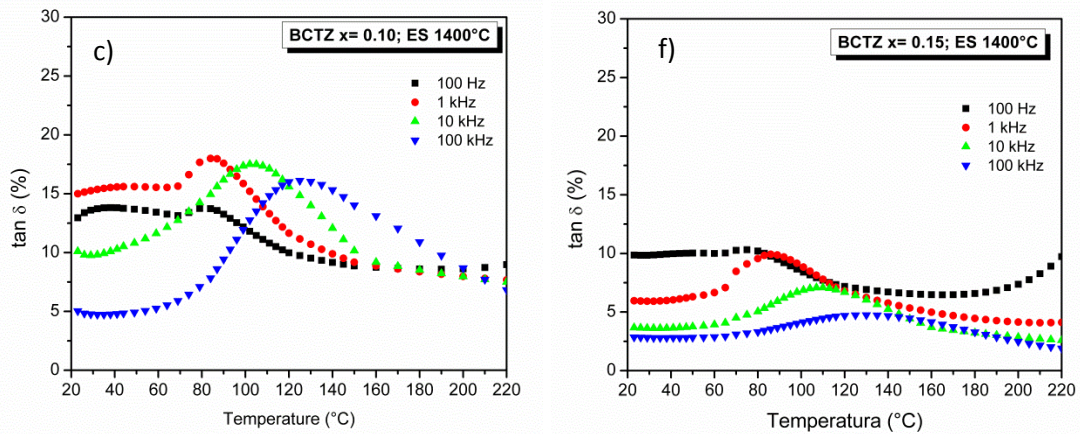 c)
BCTZ x= 0.10; ES 1400°C
100 Hz
1 kHz
10 kHz
100 kHz
tan δ (%)
30
25
20
15
10
5
0
20 40 60 80 100 120 140 160 180 200 220
Temperature (°C)
f)
BCTZ x= 0.15; ES 1400°C
100 Hz
1 kHz
10 kHz
100 kHz
tan δ (%)
30
25
20
15
10
5
0
20 40 60 80 100 120 140 160 180 200 220
Temperatura (°C)